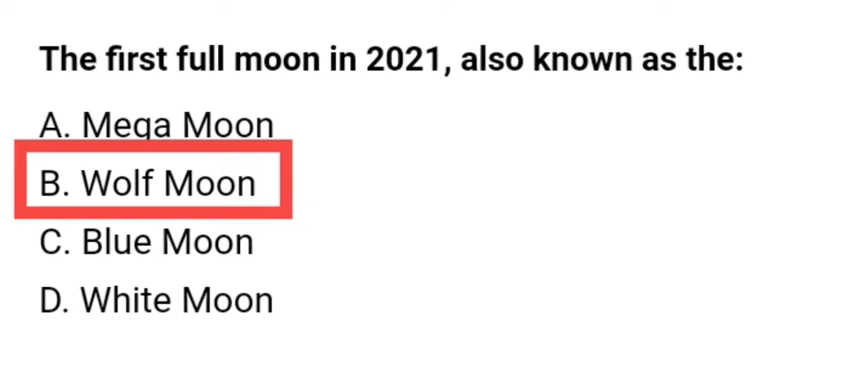 The first full moon in 2021, also known as the:
A. Mega Moon
B. Wolf Moon
C. Blue Moon
D. White Moon